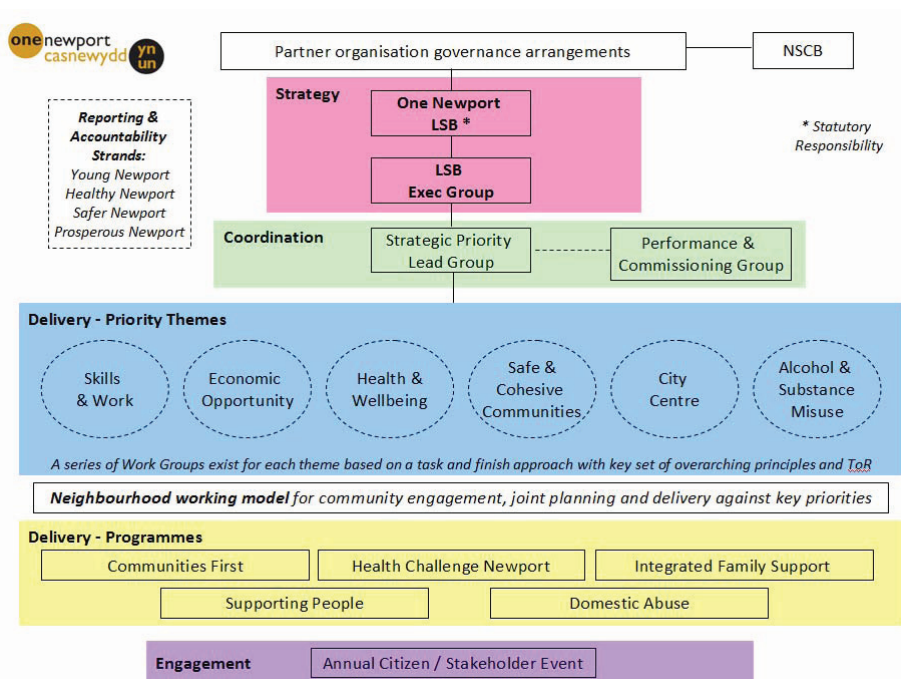 one newport
casnewydd yn un
Partner organisation governance arrangements
NSCB
Strategy
One Newport
LSB *
Reporting &
Accountability
Strands:
Young Newport
Healthy Newport
Safer Newport
Prosperous Newport
* Statutory
Responsibility
LSB
Exec Group
Coordination
Strategic Priority
Lead Group
Performance &
Commissioning Group
Delivery - Priority Themes
Skills
& Work
Economic
Opportunity
Health &
Wellbeing
Safe &
Cohesive
Communities
City
Centre
Alcohol &
Substance
Misuse
A series of Work Groups exist for each theme based on a task and finish approach with key set of overarching principles and ToR
Neighbourhood working model for community engagement, joint planning and delivery against key priorities
Delivery - Programmes
Communities First
Health Challenge Newport
Integrated Family Support
Supporting People
Domestic Abuse
Engagement
Annual Citizen / Stakeholder Event